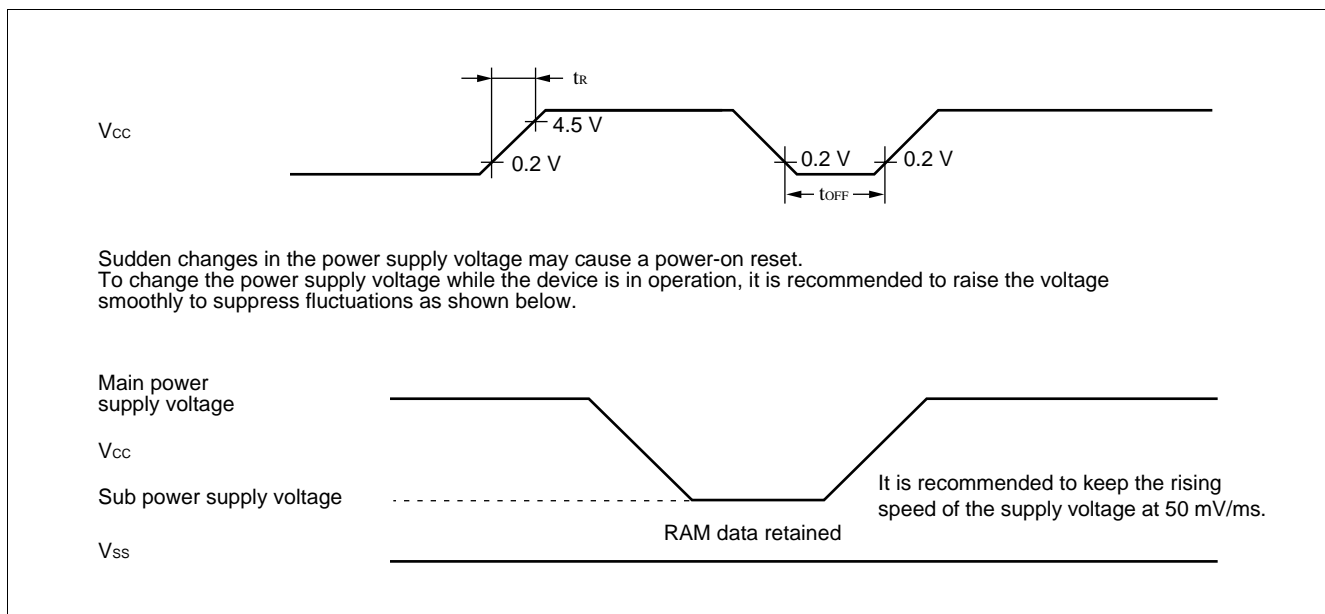 tR
VCC
4.5 V
0.2 V
0.2 V
0.2 V
tOFF
Sudden changes in the power supply voltage may cause a power-on reset.
To change the power supply voltage while the device is in operation, it is recommended to raise the voltage
smoothly to suppress fluctuations as shown below.
Main power
supply voltage
VCC
Sub power supply voltage
It is recommended to keep the rising
speed of the supply voltage at 50 mV/ms.
RAM data retained
VSS